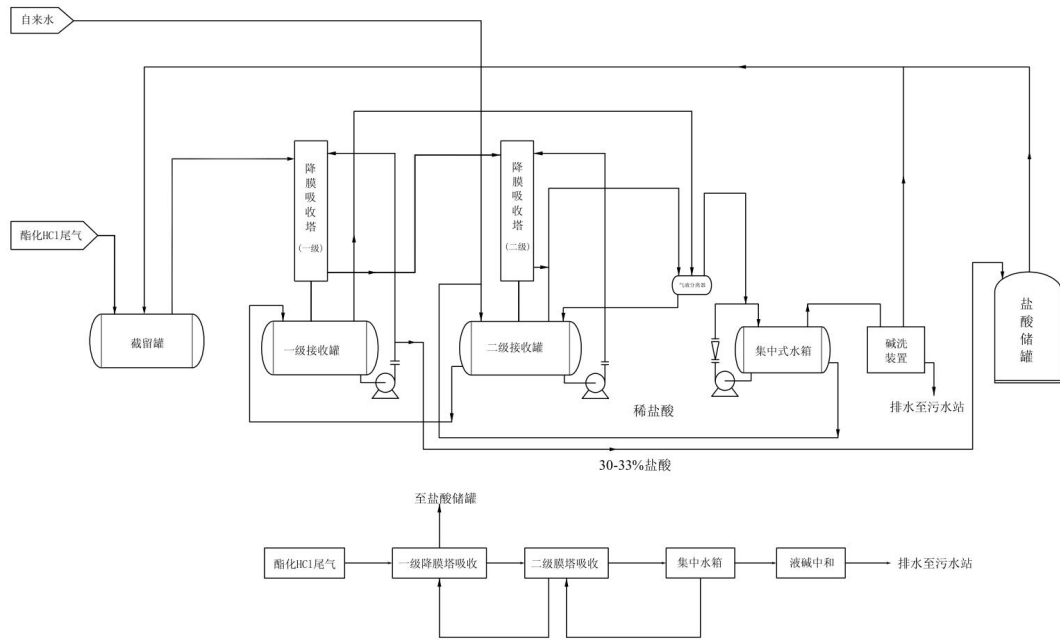 自来水
降膜吸收塔
(一级)
降膜吸收塔
(二级)
酯化HCl尾气
气液分离器
截留罐
一级接收罐
二级接收罐
集中式水箱
碱洗
装置
盐酸储罐
稀盐酸
排水至污水站
30-33%盐酸
至盐酸储罐
酯化HCl尾气
一级降膜塔吸收
二级膜塔吸收
集中水箱
液碱中和
排水至污水站